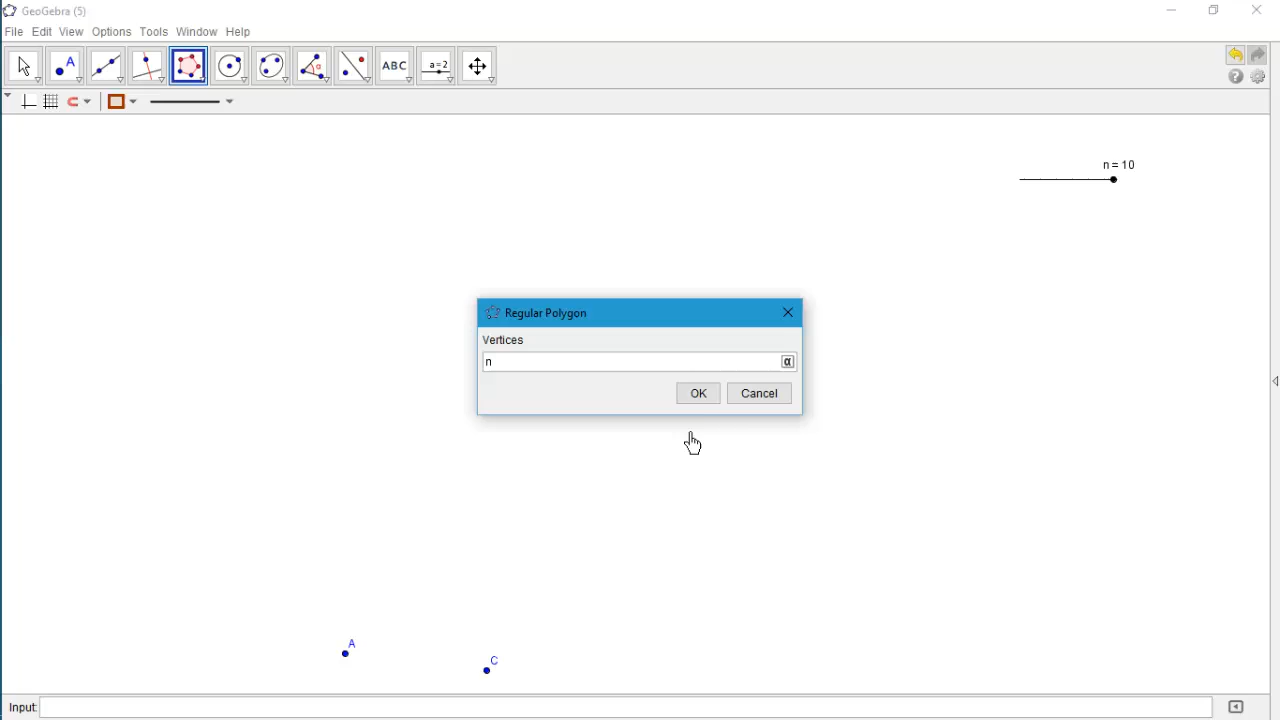 GeoGebra (5)
File Edit View Options Tools Window Help
A
α
ABC
a = 2
n = 10
Regular Polygon
Vertices
n
α
OK Cancel
A
C
Input: